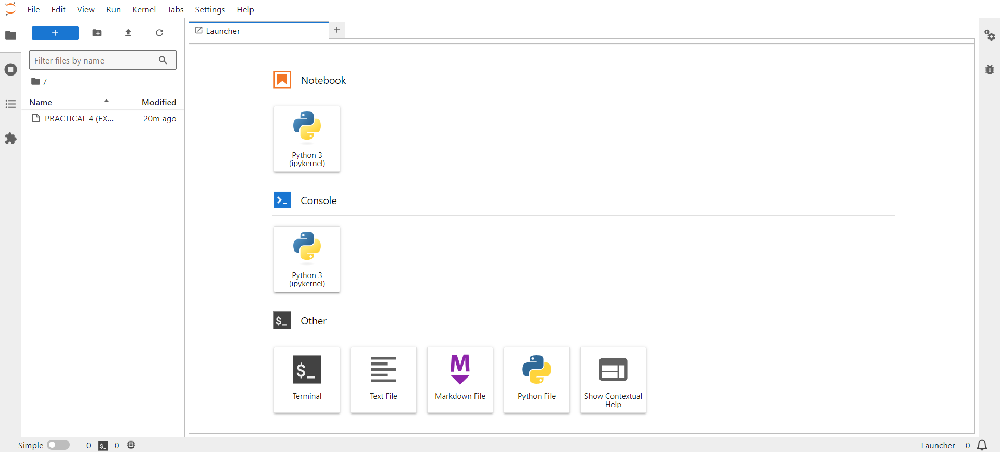 File Edit View Run Kernel Tabs Settings Help
Launcher
Filter files by name
/
Name Modified
PRACTICAL 4 (EX... 20m ago
Notebook
Python 3
(ipykernel)
Console
Python 3
(ipykernel)
$_ Other
$_
M
Terminal
Text File
Markdown File
Python File
Show Contextual
Help
Simple 0 $_ 0 Launcher 0